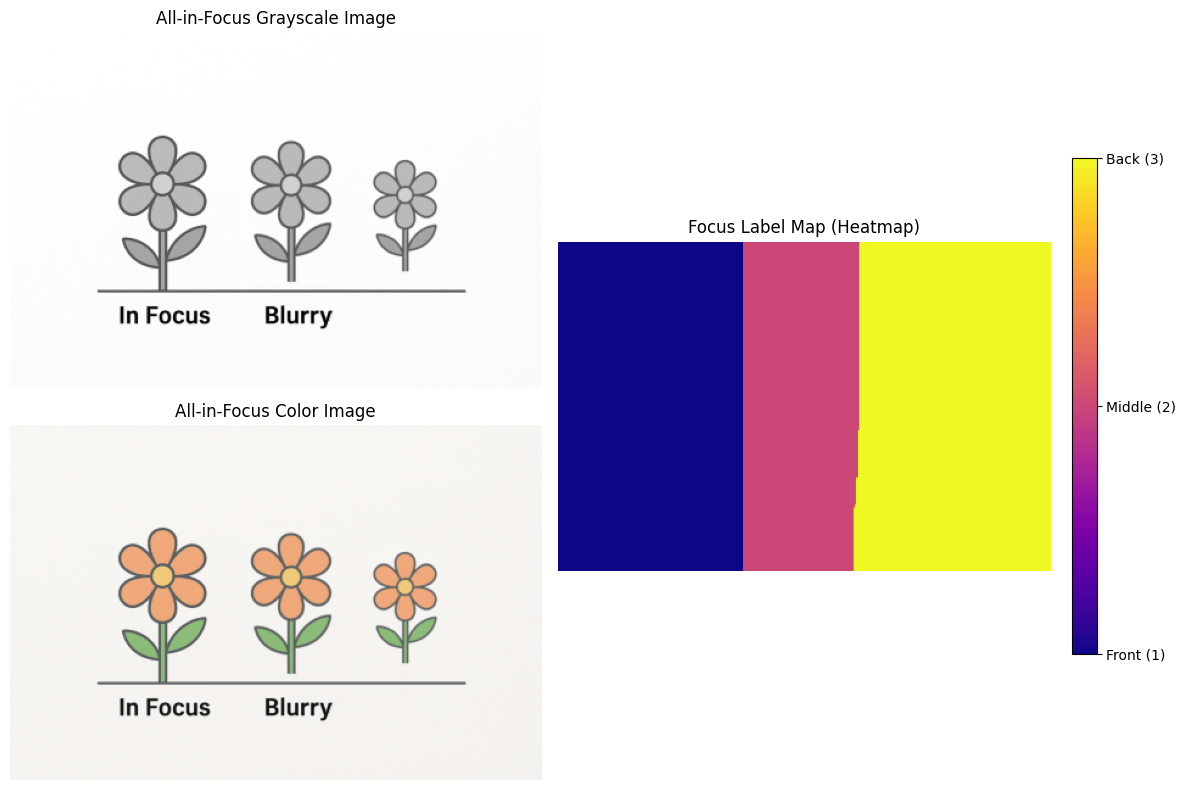 All-in-Focus Grayscale Image
In Focus Blurry
All-in-Focus Color Image
In Focus Blurry
Focus Label Map (Heatmap)
Back (3)
Middle (2)
Front (1)